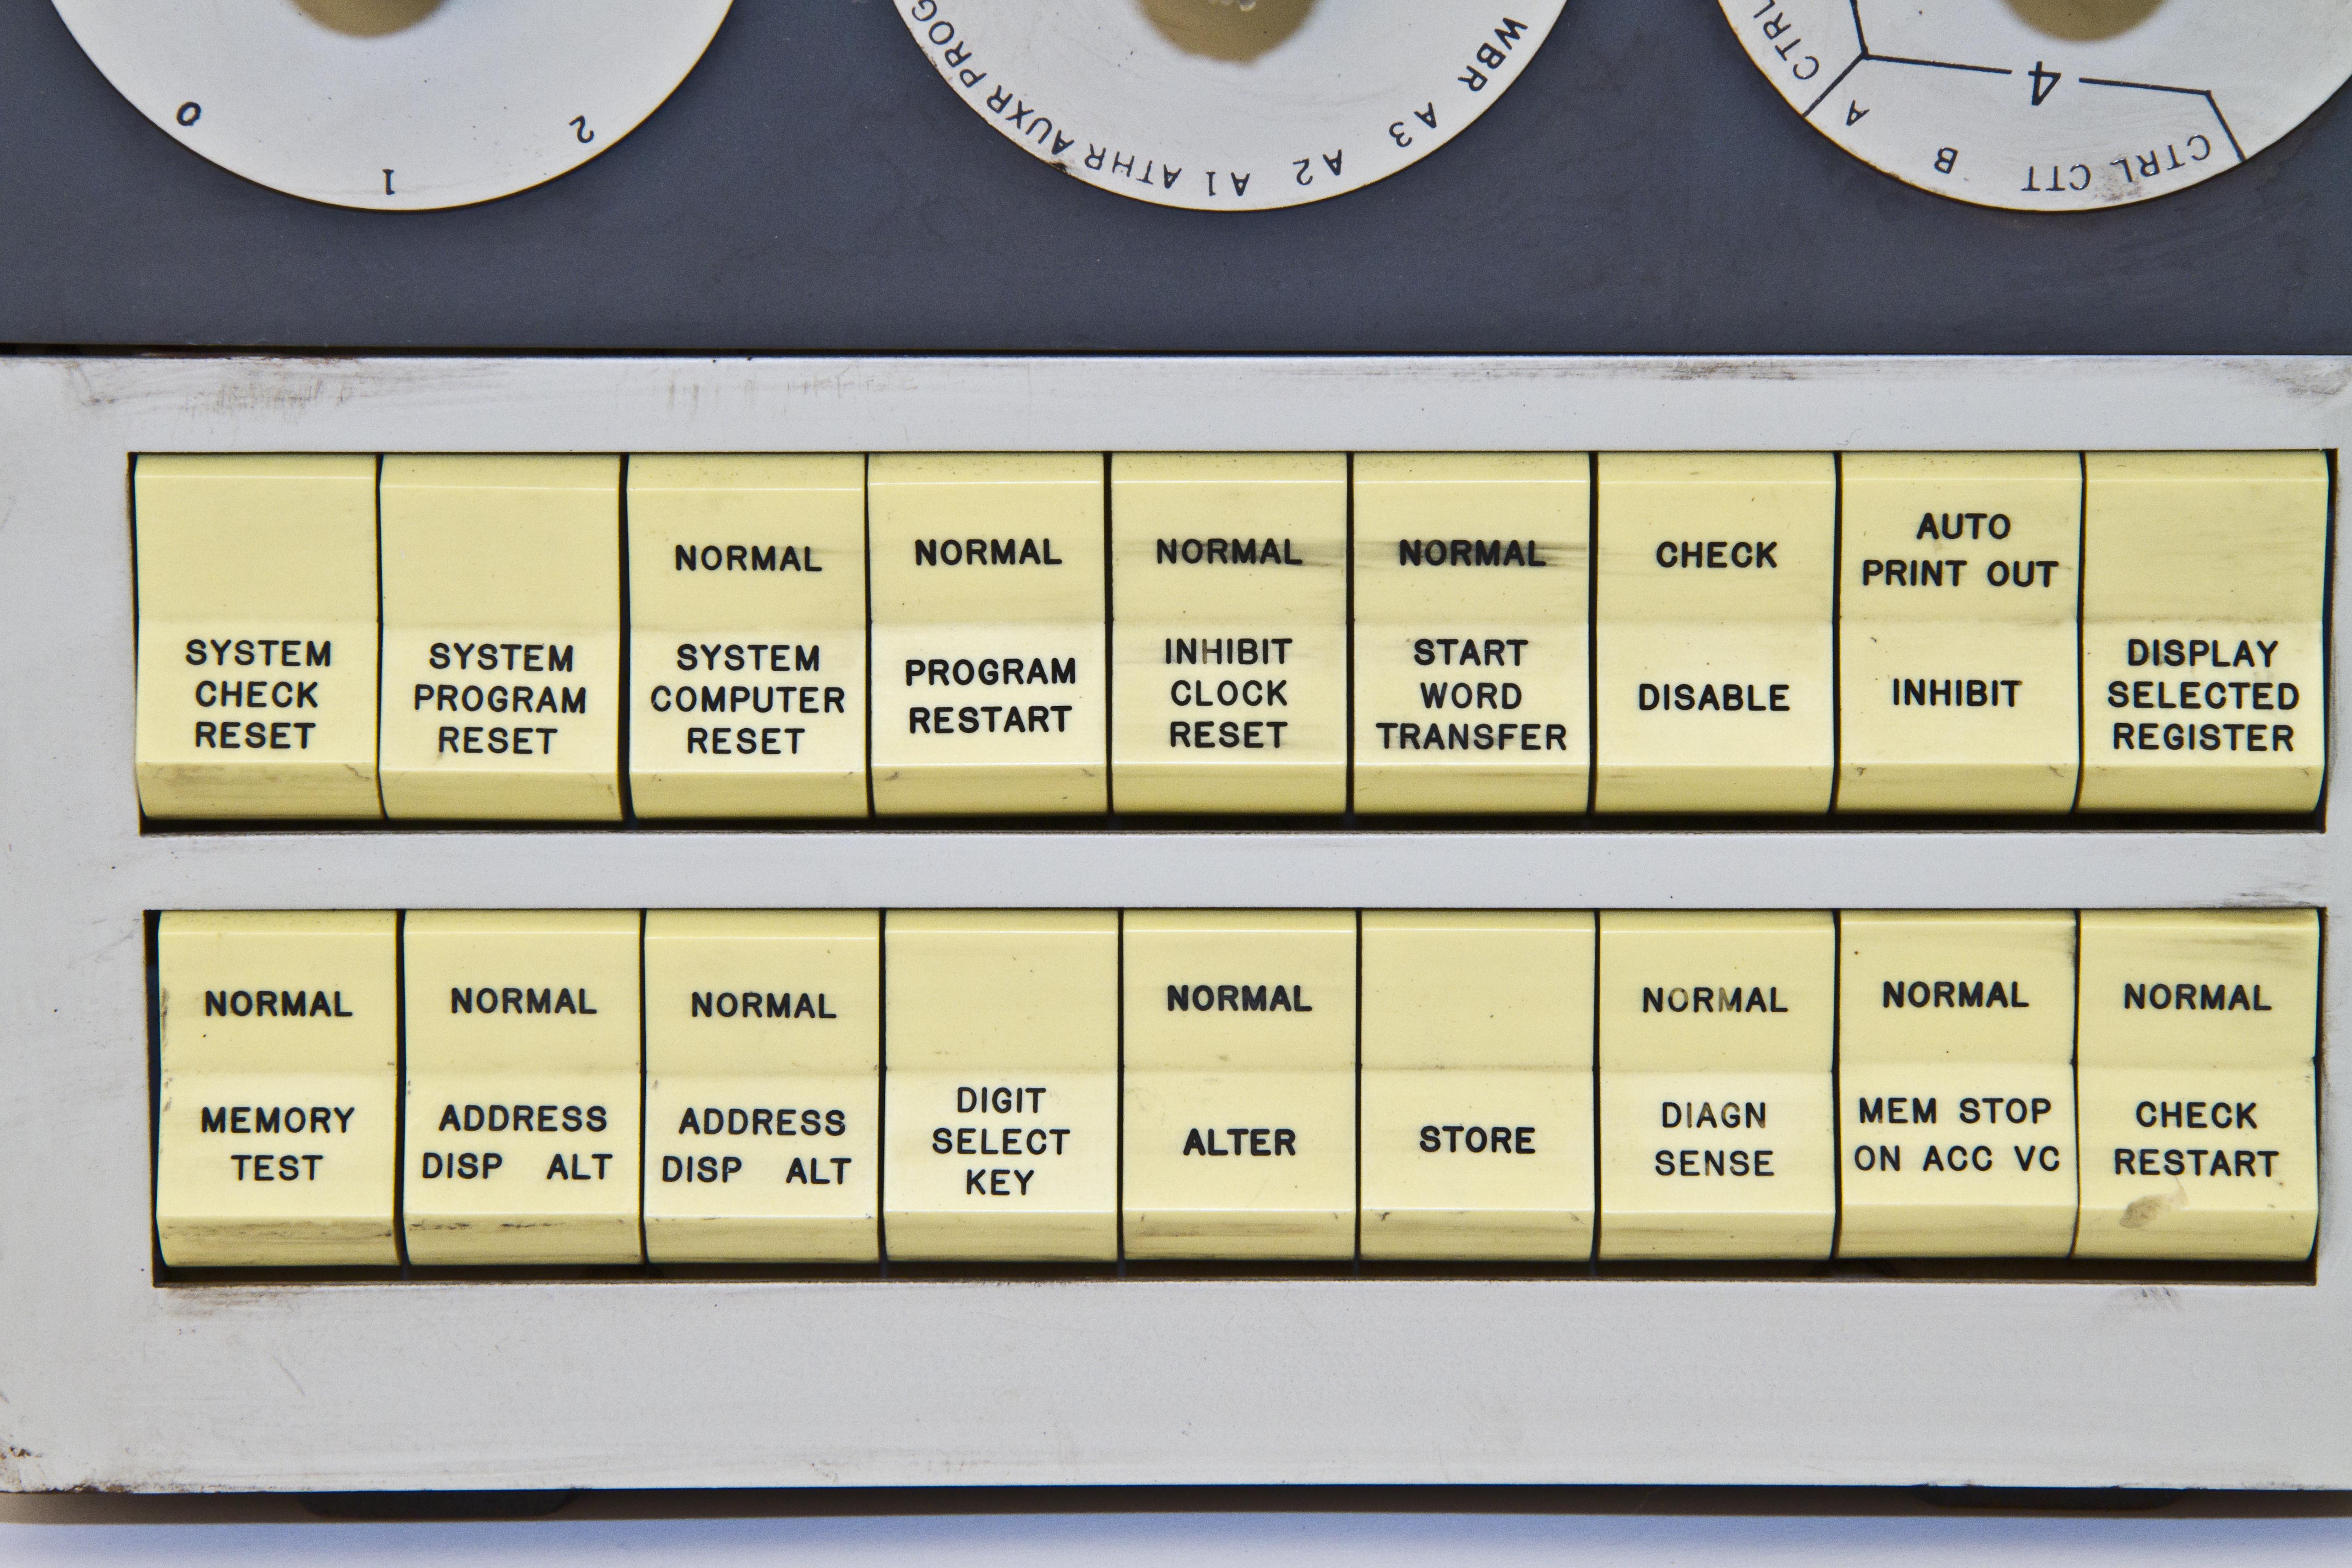 0
1
2
PROG
AUXR
ATHR
A1
A2
A3
WBR
CTRL
A
B
CTT
CTRL
4
NORMAL
NORMAL
NORMAL
NORMAL
CHECK
AUTO
PRINT OUT
SYSTEM
CHECK
RESET
SYSTEM
PROGRAM
RESET
SYSTEM
COMPUTER
RESET
PROGRAM
RESTART
INHIBIT
CLOCK
RESET
START
WORD
TRANSFER
DISABLE
INHIBIT
DISPLAY
SELECTED
REGISTER
NORMAL
NORMAL
NORMAL
NORMAL
NORMAL
NORMAL
NORMAL
MEMORY
TEST
ADDRESS
DISP ALT
ADDRESS
DISP ALT
DIGIT
SELECT
KEY
ALTER
STORE
DIAGN
SENSE
MEM STOP
ON ACC VC
CHECK
RESTART